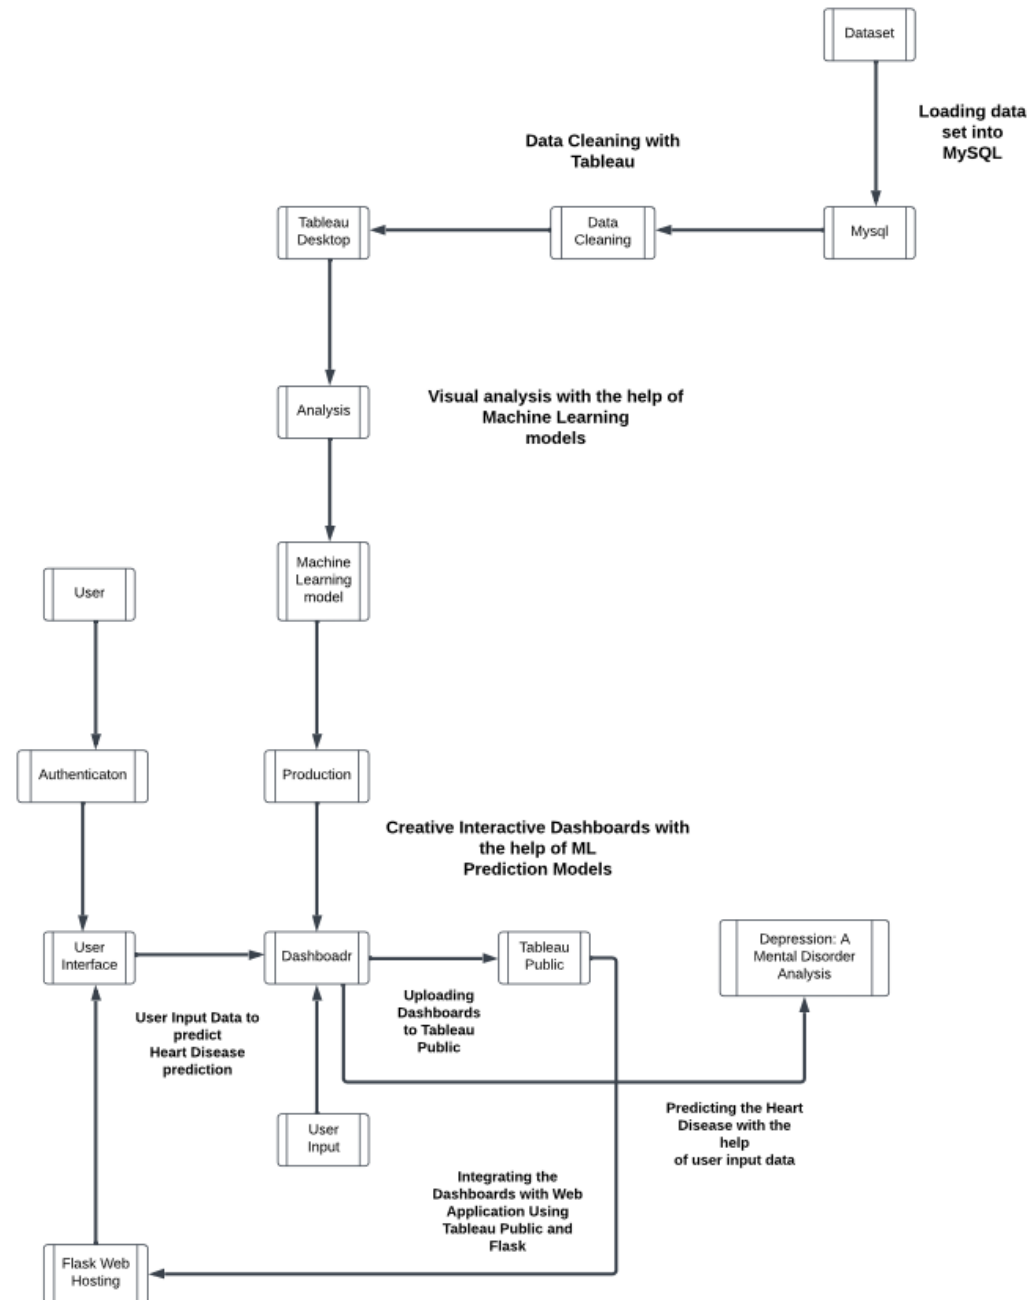 Dataset
Loading data
set into
MySQL
Data Cleaning with
Tableau
Tableau
Desktop
Data
Cleaning
Mysql
Analysis
Visual analysis with the help of
Machine Learning
models
Machine
Learning
model
User
Authenticaton
Production
Creative Interactive Dashboards with
the help of ML
Prediction Models
User
Interface
Dashboadr
Tableau
Public
Depression: A
Mental Disorder
Analysis
User Input Data to
predict
Heart Disease
prediction
Uploading
Dashboards
to Tableau
Public
User
Input
Predicting the Heart
Disease with the
help
of user input data
Integrating the
Dashboards with Web
Application Using
Tableau Public and
Flask
Flask Web
Hosting